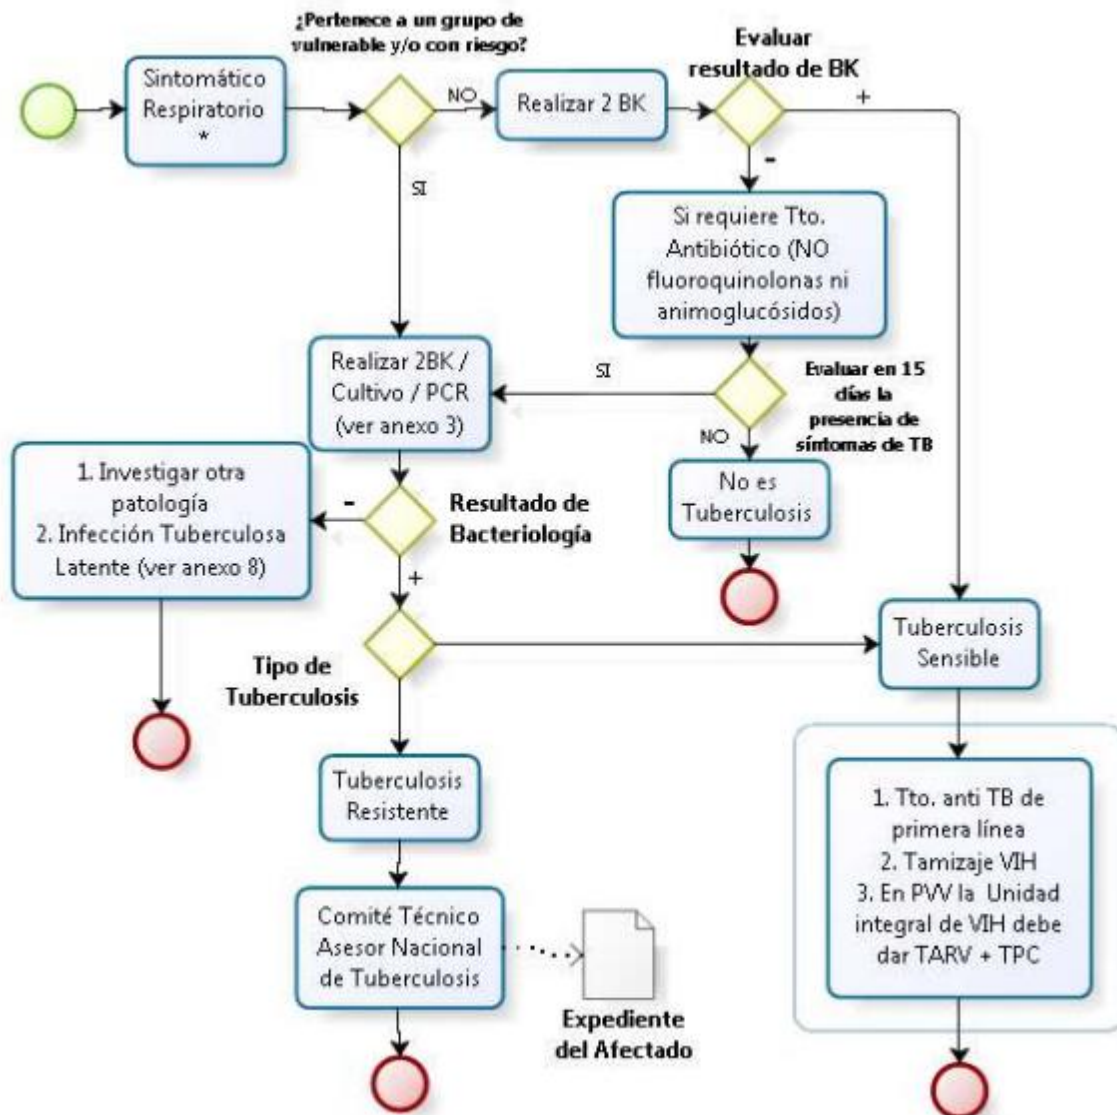 ¿Pertenece a un grupo de
vulnerable y/o con riesgo?
Evaluar
resultado de BK
Sintomático
Respiratorio
*
NO
Realizar 2 BK
+
-
SI
Si requiere Tto.
Antibiótico (NO
fluoroquinolonas ni
animoglucósidos)
Realizar 2BK /
Cultivo / PCR
(ver anexo 3)
SI
Evaluar en 15
días la
presencia de
síntomas de TB
NO
1. Investigar otra
patología
2. Infección Tuberculosa
Latente (ver anexo 8)
-
Resultado de
Bacteriología
No es
Tuberculosis
+
Tipo de
Tuberculosis
Tuberculosis
Sensible
Tuberculosis
Resistente
1. Tto. anti TB de
primera línea
2. Tamizaje VIH
3. En PVV la Unidad
integral de VIH debe
dar TARV + TPC
Comité Técnico
Asesor Nacional
de Tuberculosis
Expediente
del Afectado